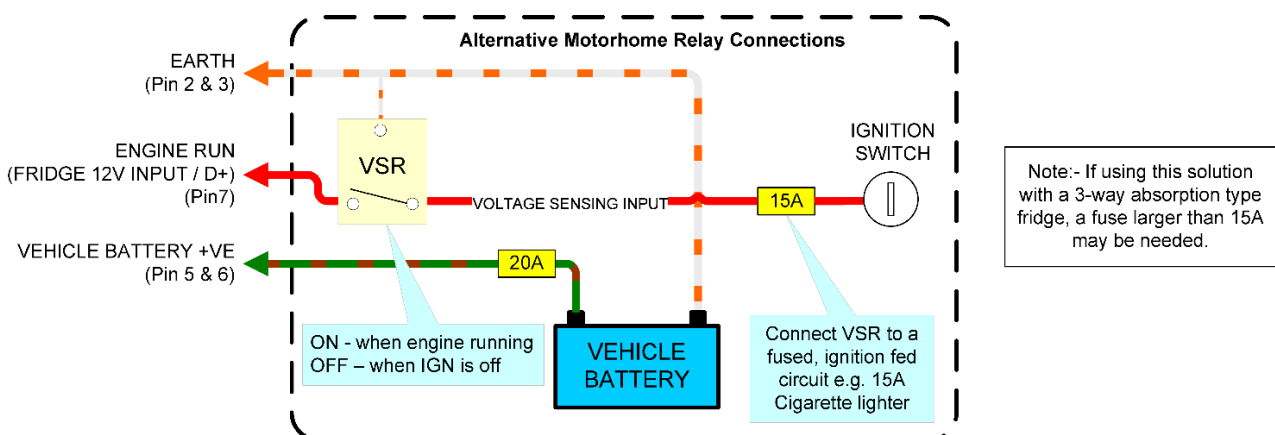 Alternative Motorhome Relay Connections
EARTH
(Pin 2 & 3)
ENGINE RUN
(FRIDGE 12V INPUT / D+)
(Pin7)
VEHICLE BATTERY +VE
(Pin 5 & 6)
VSR
VOLTAGE SENSING INPUT
15A
IGNITION
SWITCH
20A
ON - when engine running
OFF – when IGN is off
VEHICLE
BATTERY
Connect VSR to a
fused, ignition fed
circuit e.g. 15A
Cigarette lighter
Note:- If using this solution
with a 3-way absorption type
fridge, a fuse larger than 15A
may be needed.